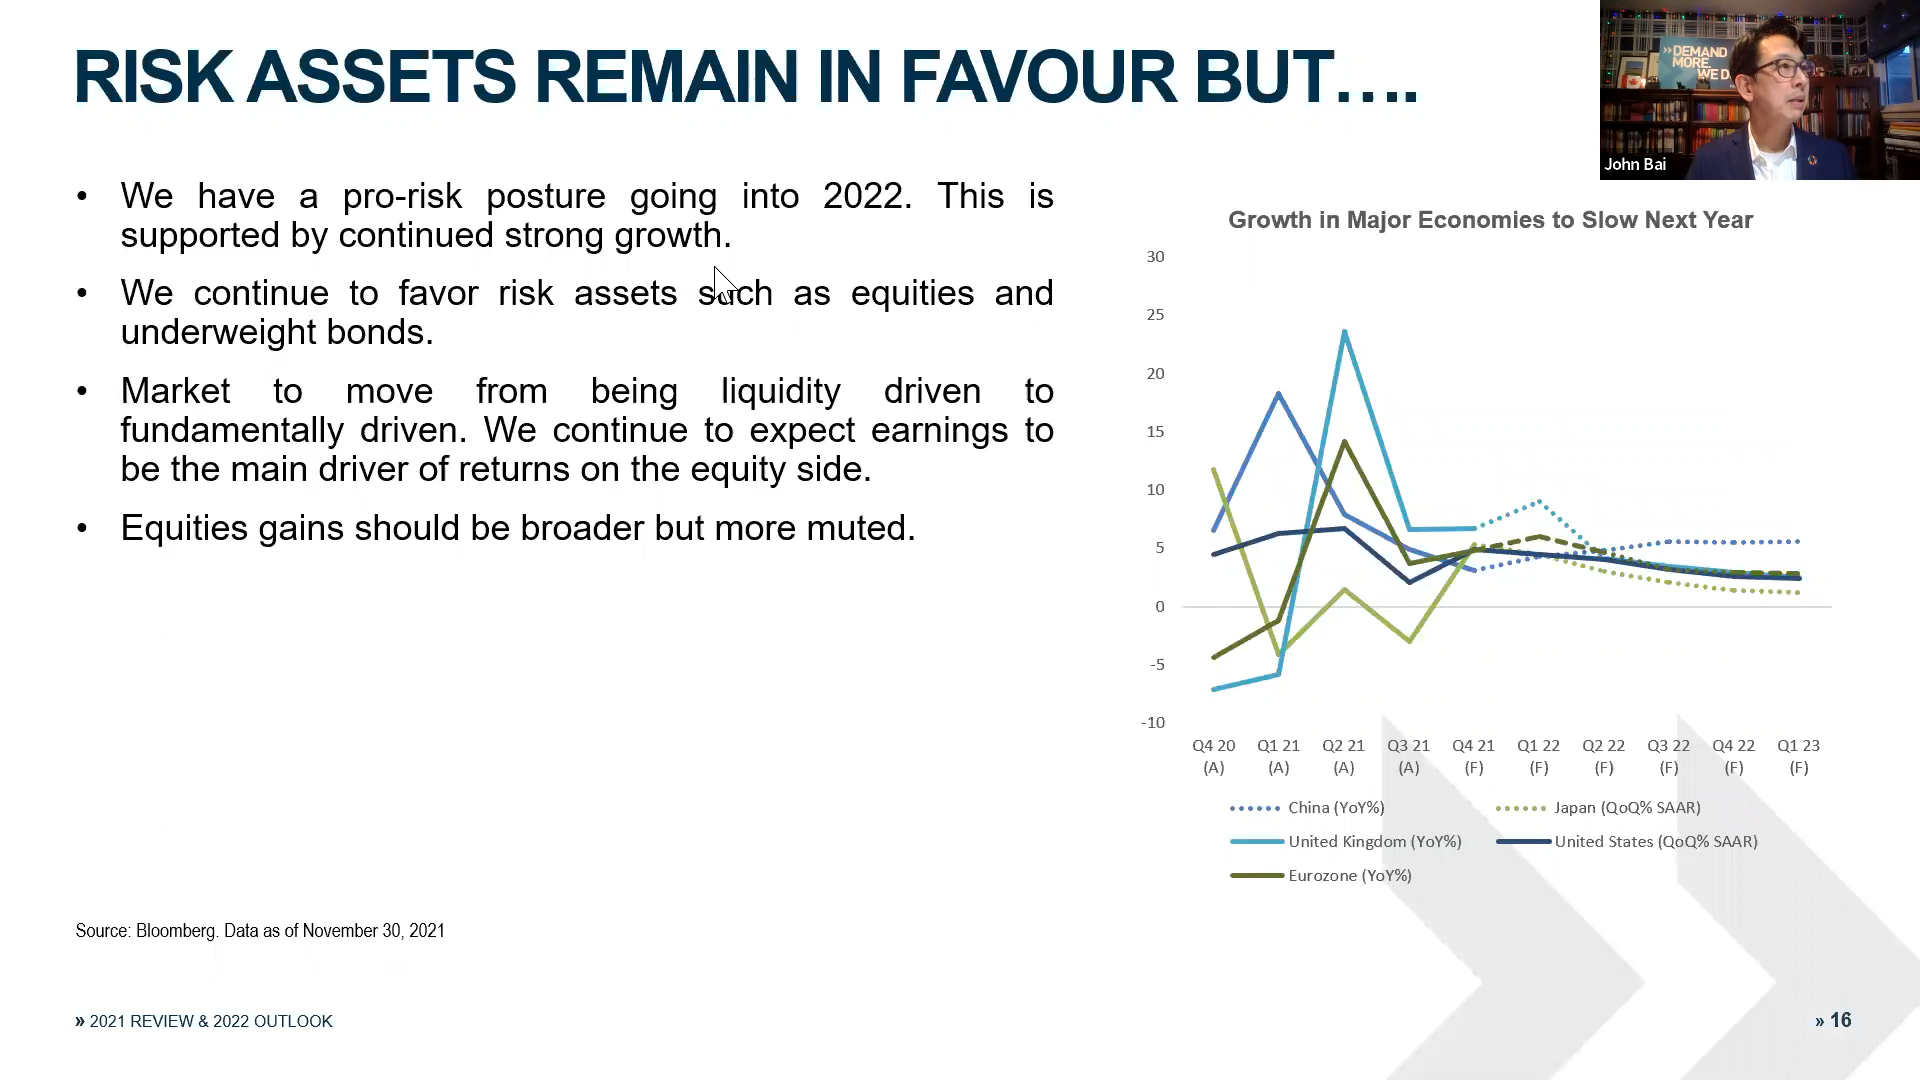 RISK ASSETS REMAIN IN FAVOUR BUT….
»DEMAND
MORE.
WE D
John Bai
• We have a pro-risk posture going into 2022. This is
supported by continued strong growth.
• We continue to favor risk assets such as equities and
underweight bonds.
• Market to move from being liquidity driven to
fundamentally driven. We continue to expect earnings to
be the main driver of returns on the equity side.
• Equities gains should be broader but more muted.
Growth in Major Economies to Slow Next Year
30
25
20
15
10
5
0
-5
-10
Q4 20 Q1 21 Q2 21 Q3 21 Q4 21 Q1 22 Q2 22 Q3 22 Q4 22 Q1 23
(A) (A) (A) (A) (F) (F) (F) (F) (F) (F)
China (YoY%) Japan (QoQ% SAAR)
United Kingdom (YoY%) United States (QoQ% SAAR)
Eurozone (YoY%)
Source: Bloomberg. Data as of November 30, 2021
» 2021 REVIEW & 2022 OUTLOOK
» 16